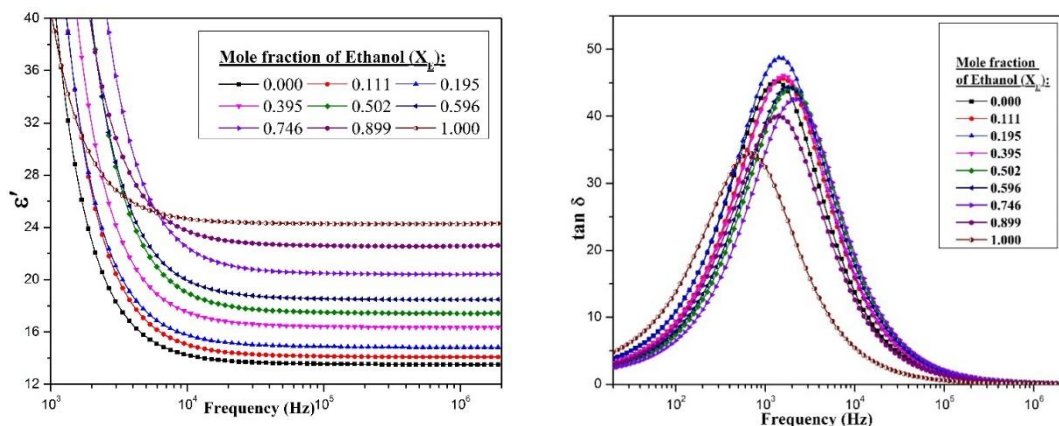 40
36
32
28
24
20
16
12
ε'
Mole fraction of Ethanol (X_E):
0.000 0.111 0.195
0.395 0.502 0.596
0.746 0.899 1.000
10³ 10⁴ 10⁵ 10⁶
Frequency (Hz)
50
40
30
20
10
0
tan δ
Mole fraction
of Ethanol (X_E):
0.000
0.111
0.195
0.395
0.502
0.596
0.746
0.899
1.000
10² 10³ 10⁴ 10⁵ 10⁶
Frequency (Hz)